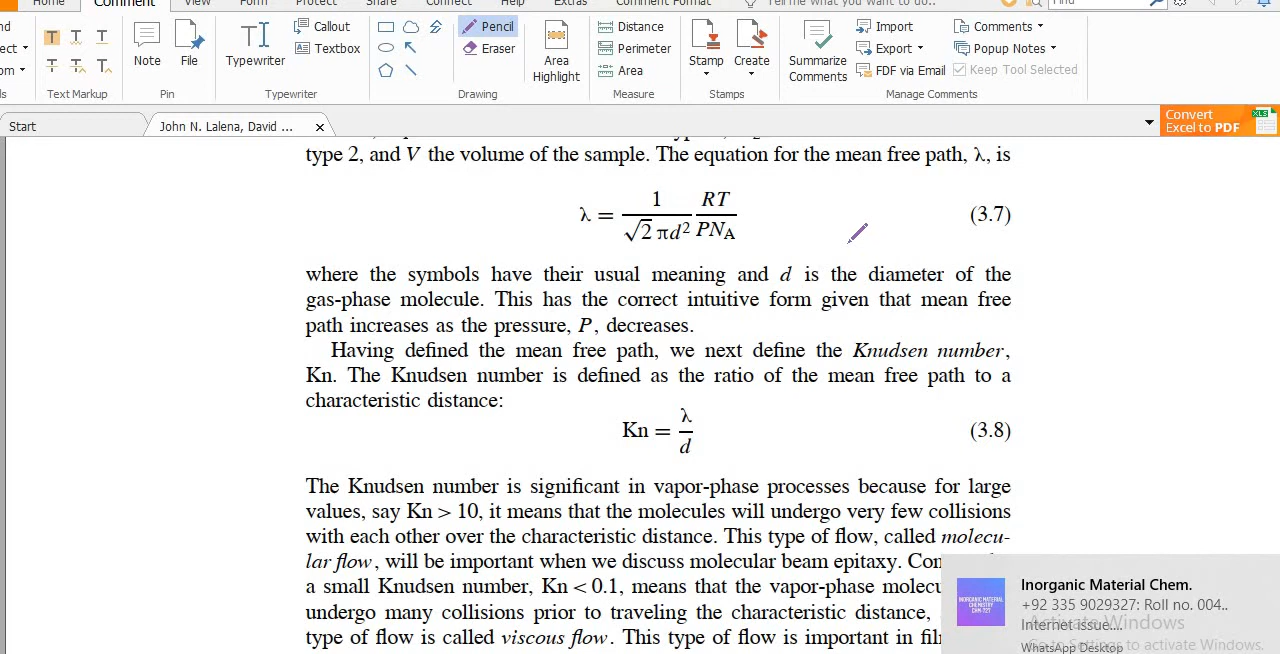 Home Comment View Form Protect Share Connect Help Extras Comment Format Tell me what you want to do.. Find
Note File Typewriter Callout Textbox Pencil Eraser Area Highlight Distance Perimeter Area Stamp Create Summarize Comments Import Export FDF via Email Comments Popup Notes Keep Tool Selected
Text Markup Pin Typewriter Drawing Measure Stamps Manage Comments
Start John N. Lalena, David ... Convert Excel to PDF
type 2, and V the volume of the sample. The equation for the mean free path, λ, is
λ = 1/(√2 πd²) RT/(PN_A) (3.7)
where the symbols have their usual meaning and d is the diameter of the
gas-phase molecule. This has the correct intuitive form given that mean free
path increases as the pressure, P, decreases.
Having defined the mean free path, we next define the Knudsen number,
Kn. The Knudsen number is defined as the ratio of the mean free path to a
characteristic distance:
Kn = λ/d (3.8)
The Knudsen number is significant in vapor-phase processes because for large
values, say Kn > 10, it means that the molecules will undergo very few collisions
with each other over the characteristic distance. This type of flow, called molecu-
lar flow, will be important when we discuss molecular beam epitaxy.
a small Knudsen number, Kn < 0.1, means that the vapor-phase
undergo many collisions prior to traveling the characteristic distance,
type of flow is called viscous flow. This type of flow is important in
Inorganic Material Chem.
+92 335 9029327: Roll no. 004..
Internet issue....
WhatsApp Desktop
Activate Windows
Go to Settings to activate Windows.